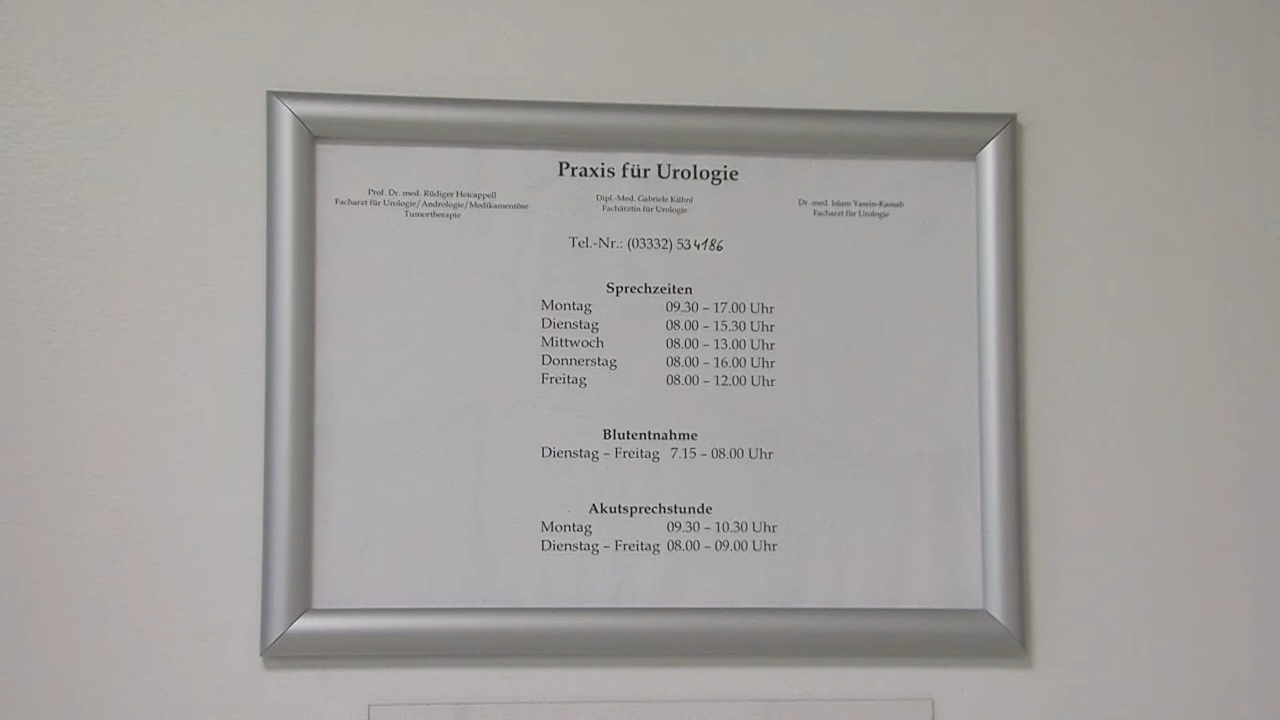 Praxis für Urologie
Prof. Dr. med. Rüdiger Heicappell
Facharzt für Urologie/Andrologie/Medikamentöse
Tumortherapie
Dipl.-Med. Gabriele Kühnl
Fachärztin für Urologie
Dr. med. Islam Yassin-Kassab
Facharzt für Urologie
Tel.-Nr.: (03332) 534186
Sprechzeiten
Montag 09.30 – 17.00 Uhr
Dienstag 08.00 – 15.30 Uhr
Mittwoch 08.00 – 13.00 Uhr
Donnerstag 08.00 – 16.00 Uhr
Freitag 08.00 – 12.00 Uhr
Blutentnahme
Dienstag – Freitag 7.15 – 08.00 Uhr
Akutsprechstunde
Montag 09.30 – 10.30 Uhr
Dienstag – Freitag 08.00 – 09.00 Uhr